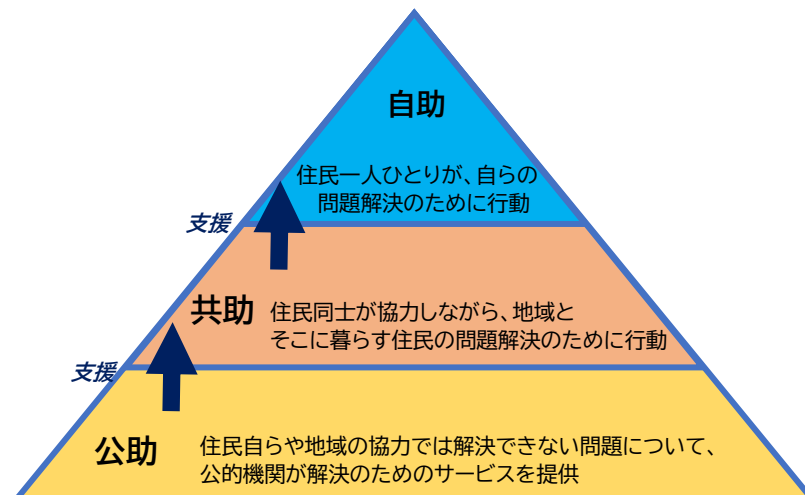 自助
住民一人ひとりが、自らの
問題解決のために行動
支援
共助
住民同士が協力しながら、地域と
そこに暮らす住民の問題解決のために行動
支援
公助
住民自らや地域の協力では解決できない問題について、
公的機関が解決のためのサービスを提供